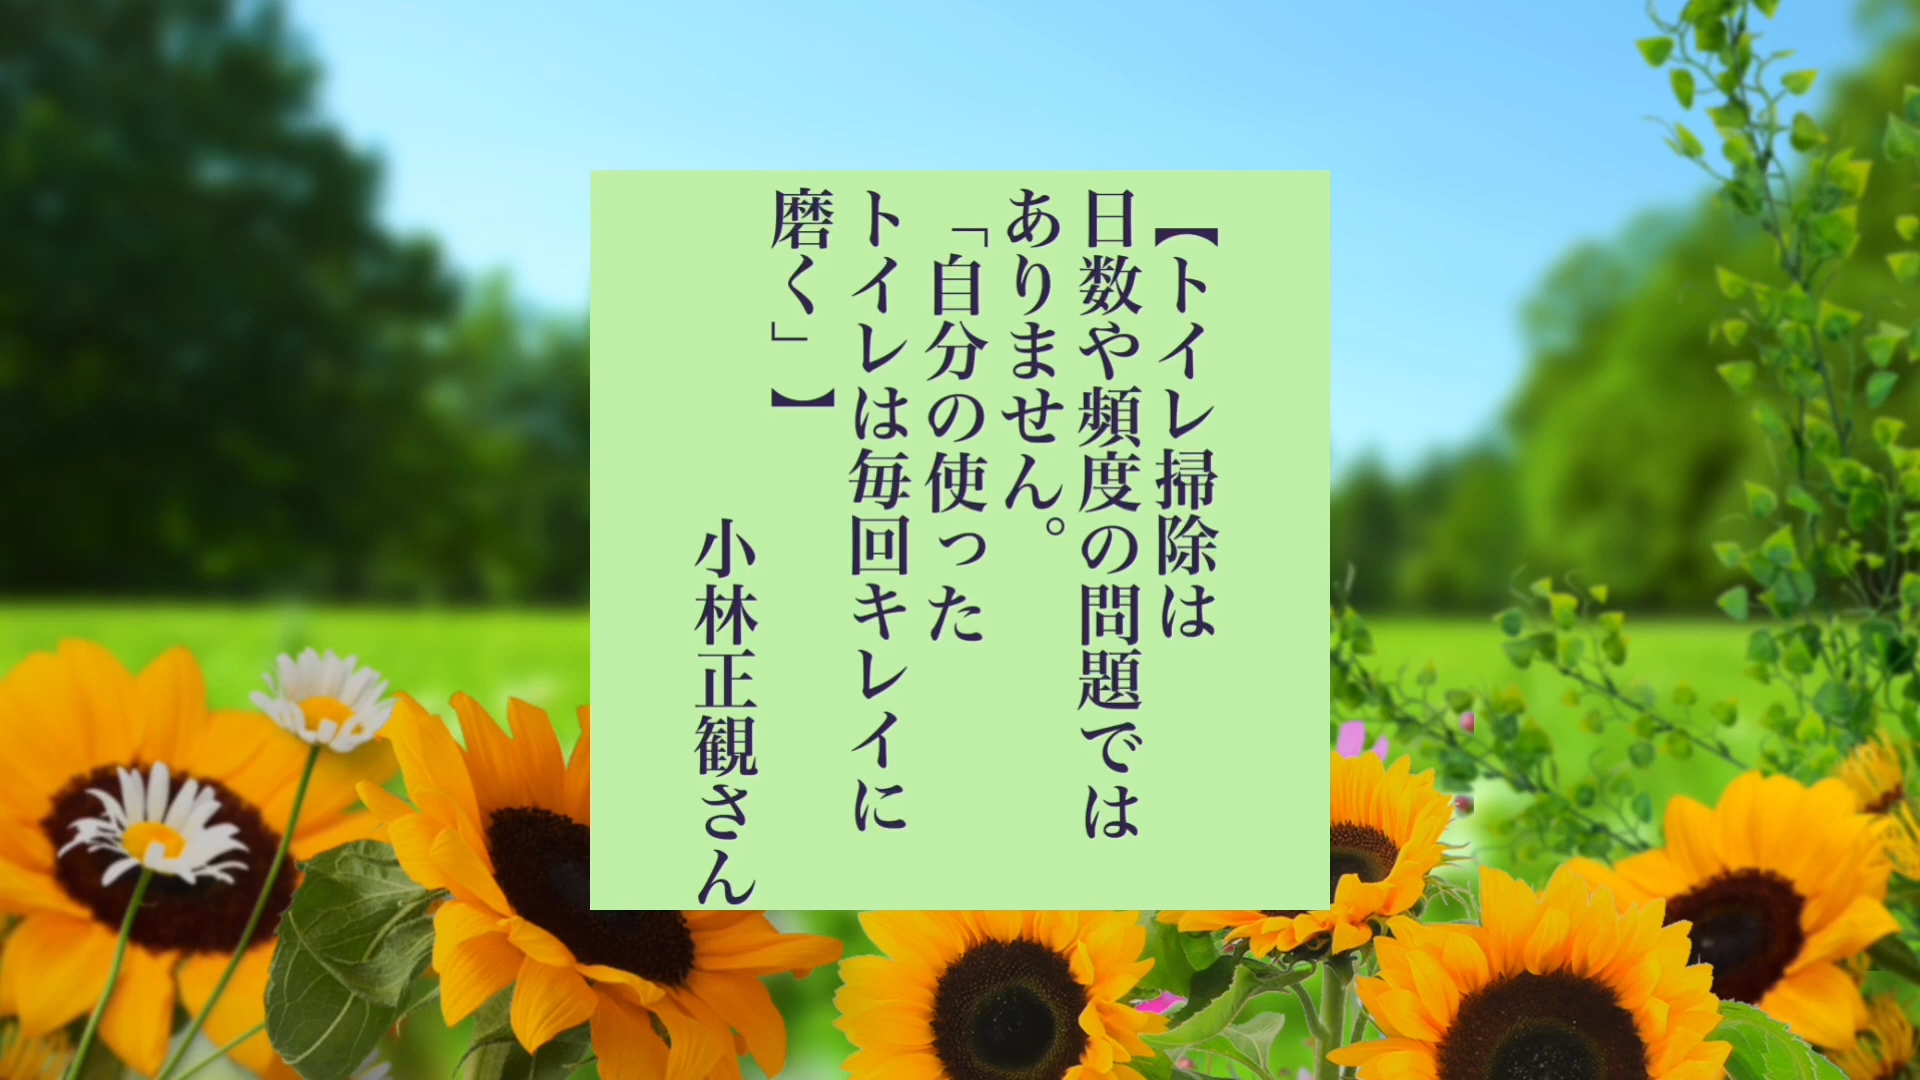 【トイレ掃除は
日数や頻度の問題では
ありません。
「自分の使った
トイレは毎回キレイに
磨く」】
小林正観さん